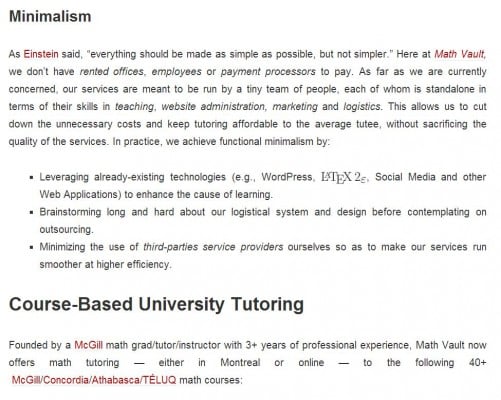 Minimalism
As Einstein said, “everything should be made as simple as possible, but not simpler.” Here at Math Vault,
we don’t have rented offices, employees or payment processors to pay. As far as we are currently
concerned, our services are meant to be run by a tiny team of people, each of whom is standalone in
terms of their skills in teaching, website administration, marketing and logistics. This allows us to cut
down the unnecessary costs and keep tutoring affordable to the average tutee, without sacrificing the
quality of the services. In practice, we achieve functional minimalism by:
▪ Leveraging already-existing technologies (e.g., WordPress, LATEX 2ε, Social Media and other
Web Applications) to enhance the cause of learning.
▪ Brainstorming long and hard about our logistical system and design before contemplating on
outsourcing.
▪ Minimizing the use of third-parties service providers ourselves so as to make our services run
smoother at higher efficiency.
Course-Based University Tutoring
Founded by a McGill math grad/tutor/instructor with 3+ years of professional experience, Math Vault now
offers math tutoring — either in Montreal or online — to the following 40+
McGill/Concordia/Athabasca/TÉLUQ math courses: